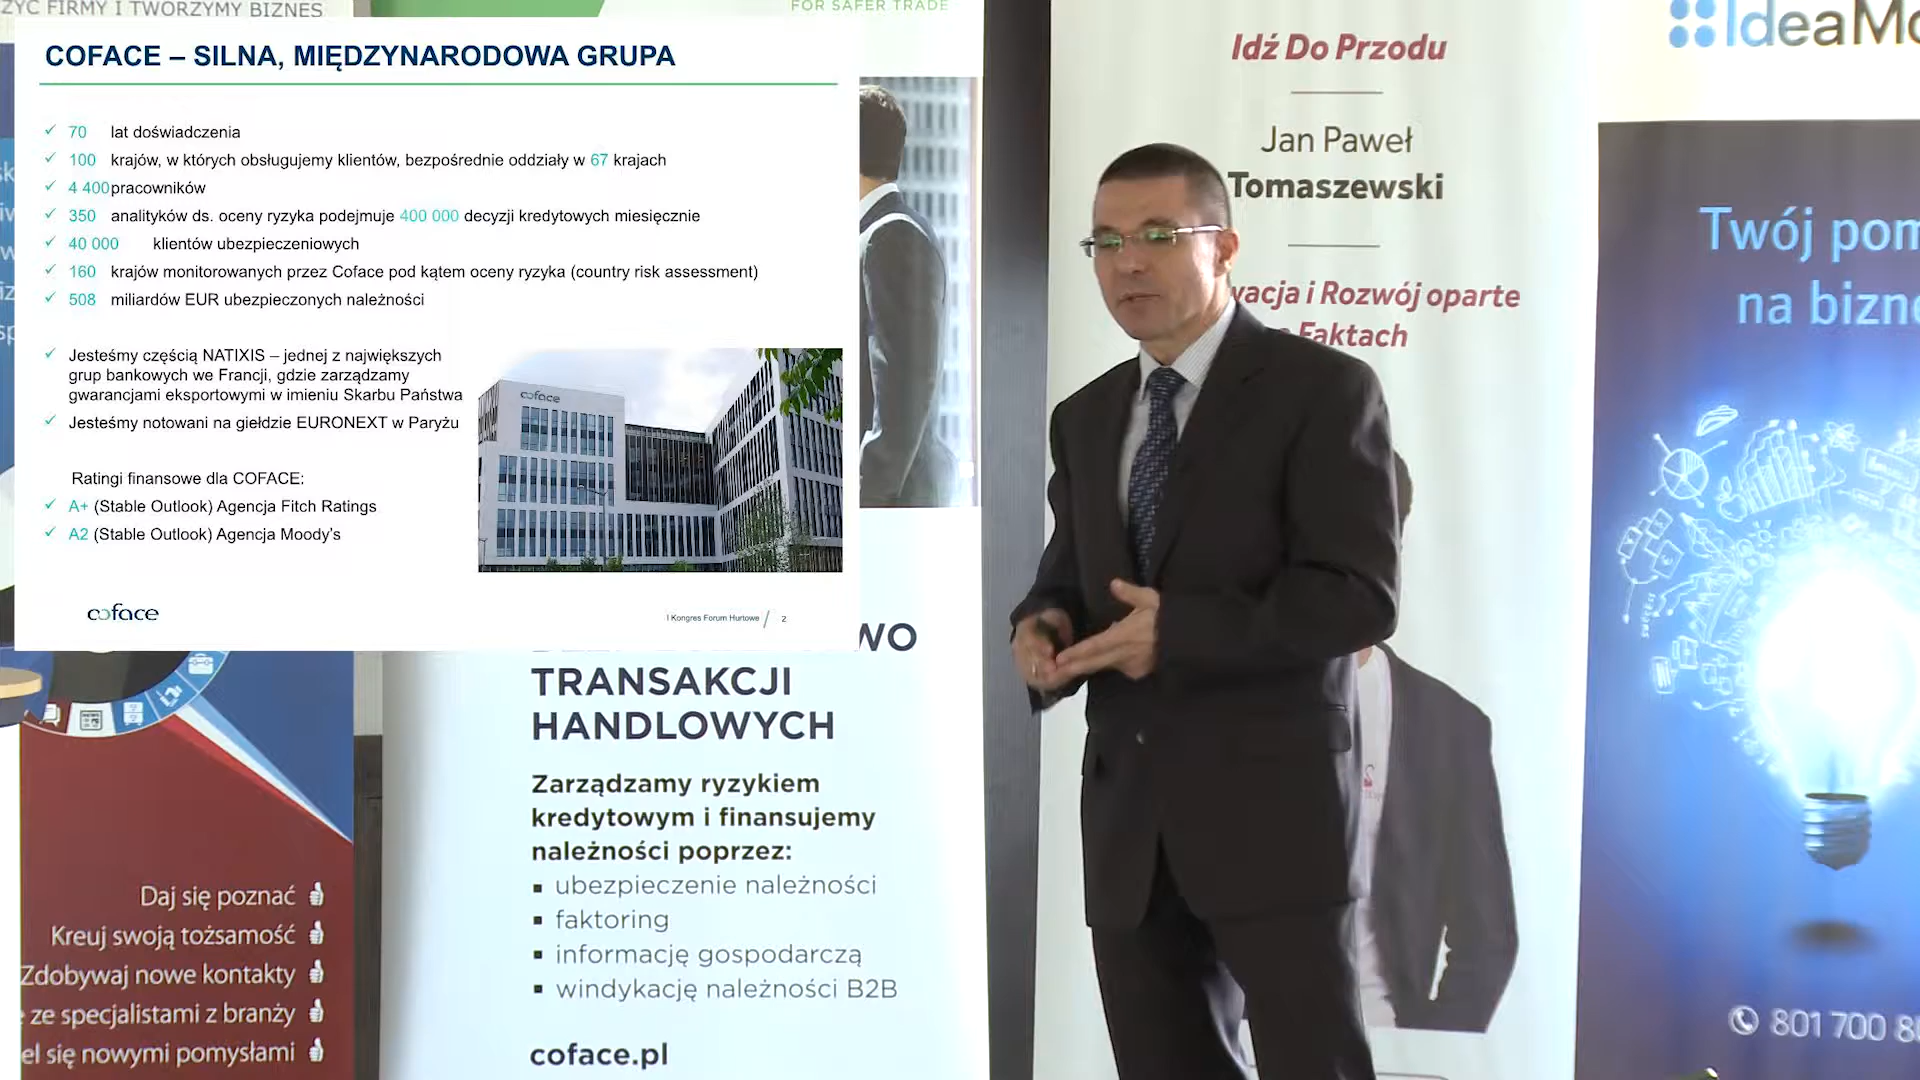 ZYĆ FIRMY I TWORZYMY BIZNES
FOR SAFER TRADE
COFACE – SILNA, MIĘDZYNARODOWA GRUPA
✓ 70 lat doświadczenia
✓ 100 krajów, w których obsługujemy klientów, bezpośrednie oddziały w 67 krajach
✓ 4 400 pracowników
✓ 350 analityków ds. oceny ryzyka podejmuje 400 000 decyzji kredytowych miesięcznie
✓ 40 000 klientów ubezpieczeniowych
✓ 160 krajów monitorowanych przez Coface pod kątem oceny ryzyka (country risk assessment)
✓ 508 miliardów EUR ubezpieczonych należności
✓ Jesteśmy częścią NATIXIS – jednej z największych
grup bankowych we Francji, gdzie zarządzamy
gwarancjami eksportowymi w imieniu Skarbu Państwa
✓ Jesteśmy notowani na giełdzie EURONEXT w Paryżu
Ratingi finansowe dla COFACE:
✓ A+ (Stable Outlook) Agencja Fitch Ratings
✓ A2 (Stable Outlook) Agencja Moody's
coface
coface
I Kongres Forum Hurtowe / 2
WO
TRANSAKCJI
HANDLOWYCH
Zarządzamy ryzykiem
kredytowym i finansujemy
należności poprzez:
▪ ubezpieczenie należności
▪ faktoring
▪ informację gospodarczą
▪ windykację należności B2B
coface.pl
Daj się poznać
Kreuj swoją tożsamość
Zdobywaj nowe kontakty
ze specjalistami z branży
el się nowymi pomysłami
Idź Do Przodu
Jan Paweł
Tomaszewski
wacja i Rozwój oparte
Faktach
IdeaMo
Twój pom
na bizne
801 700 8